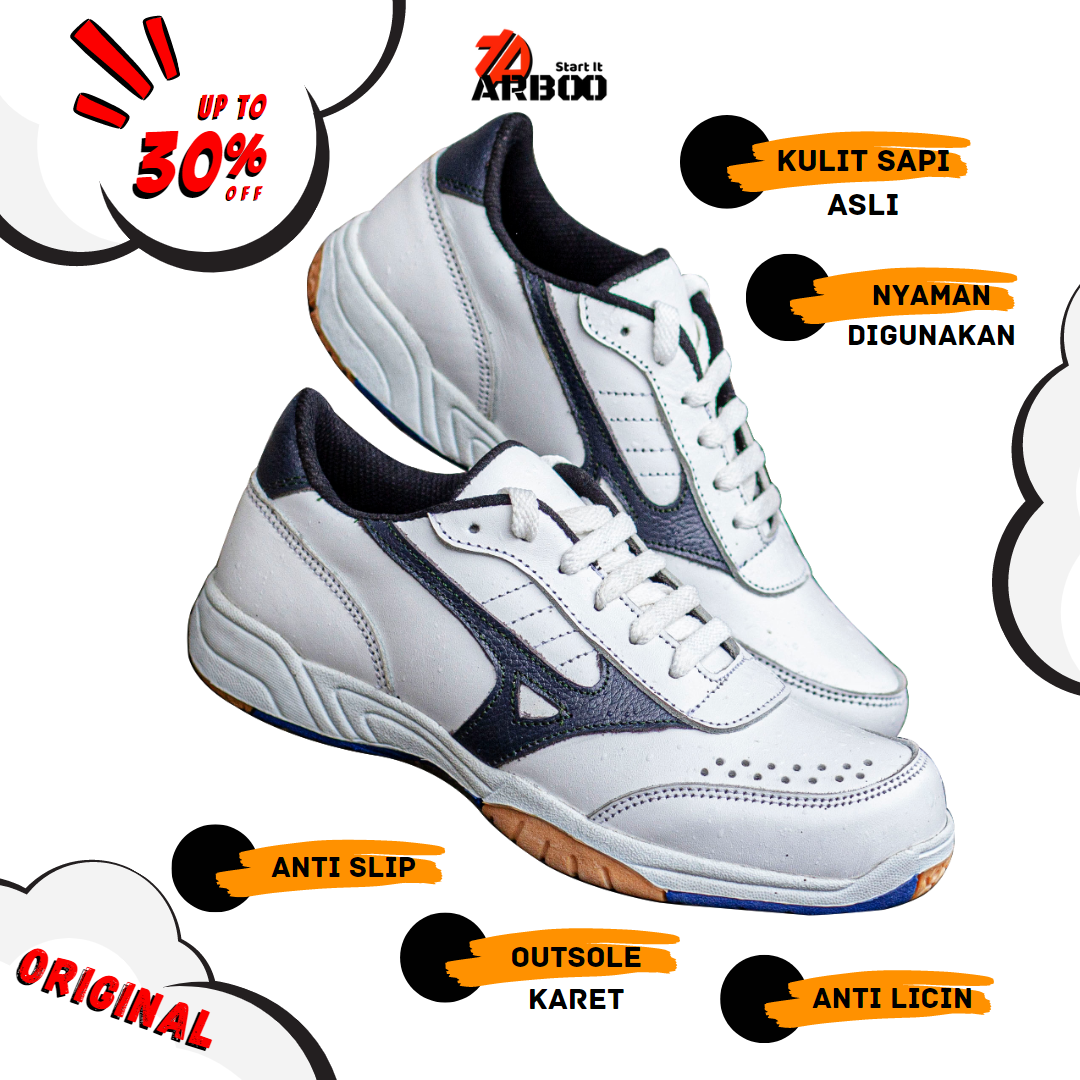 UP TO
30%
OFF
Start It
ARBOO
KULIT SAPI
ASLI
NYAMAN
DIGUNAKAN
ANTI SLIP
OUTSOLE
KARET
ANTI LICIN
ORIGINAL